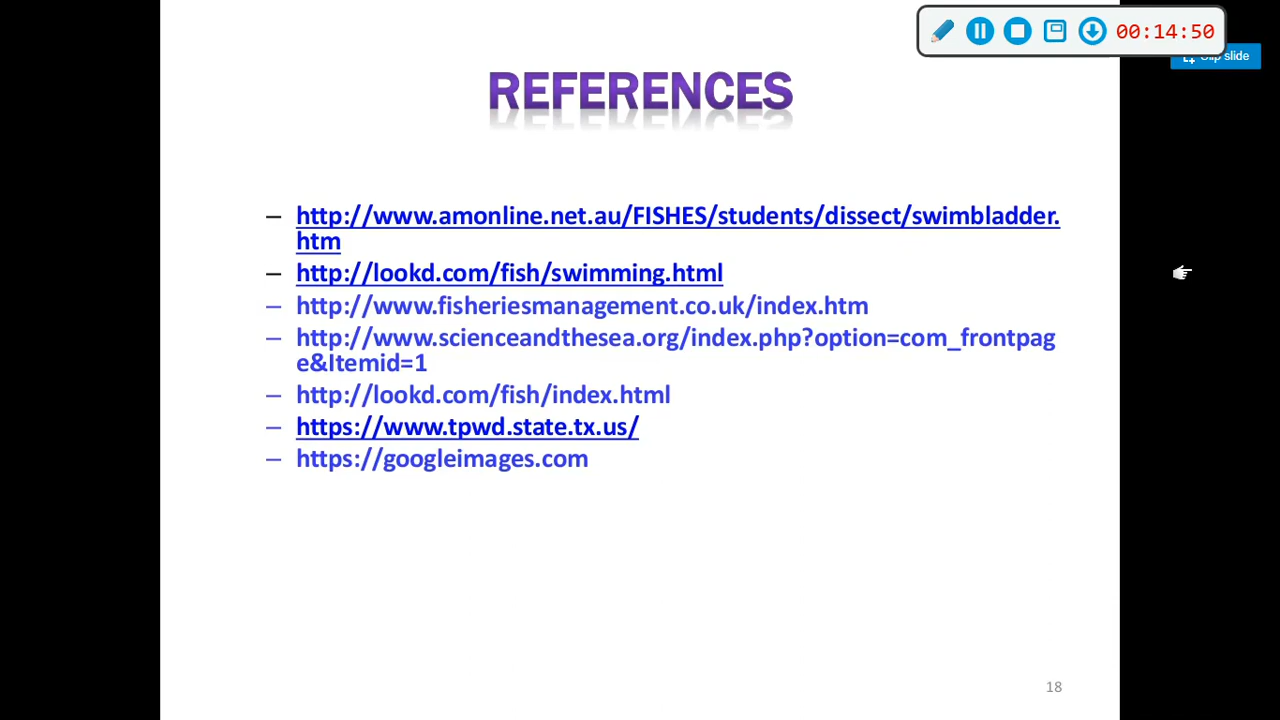 00:14:50
Clip slide
REFERENCES
– http://www.amonline.net.au/FISHES/students/dissect/swimbladder.
htm
– http://lookd.com/fish/swimming.html
– http://www.fisheriesmanagement.co.uk/index.htm
– http://www.scienceandthesea.org/index.php?option=com_frontpag
e&Itemid=1
– http://lookd.com/fish/index.html
– https://www.tpwd.state.tx.us/
– https://googleimages.com
18